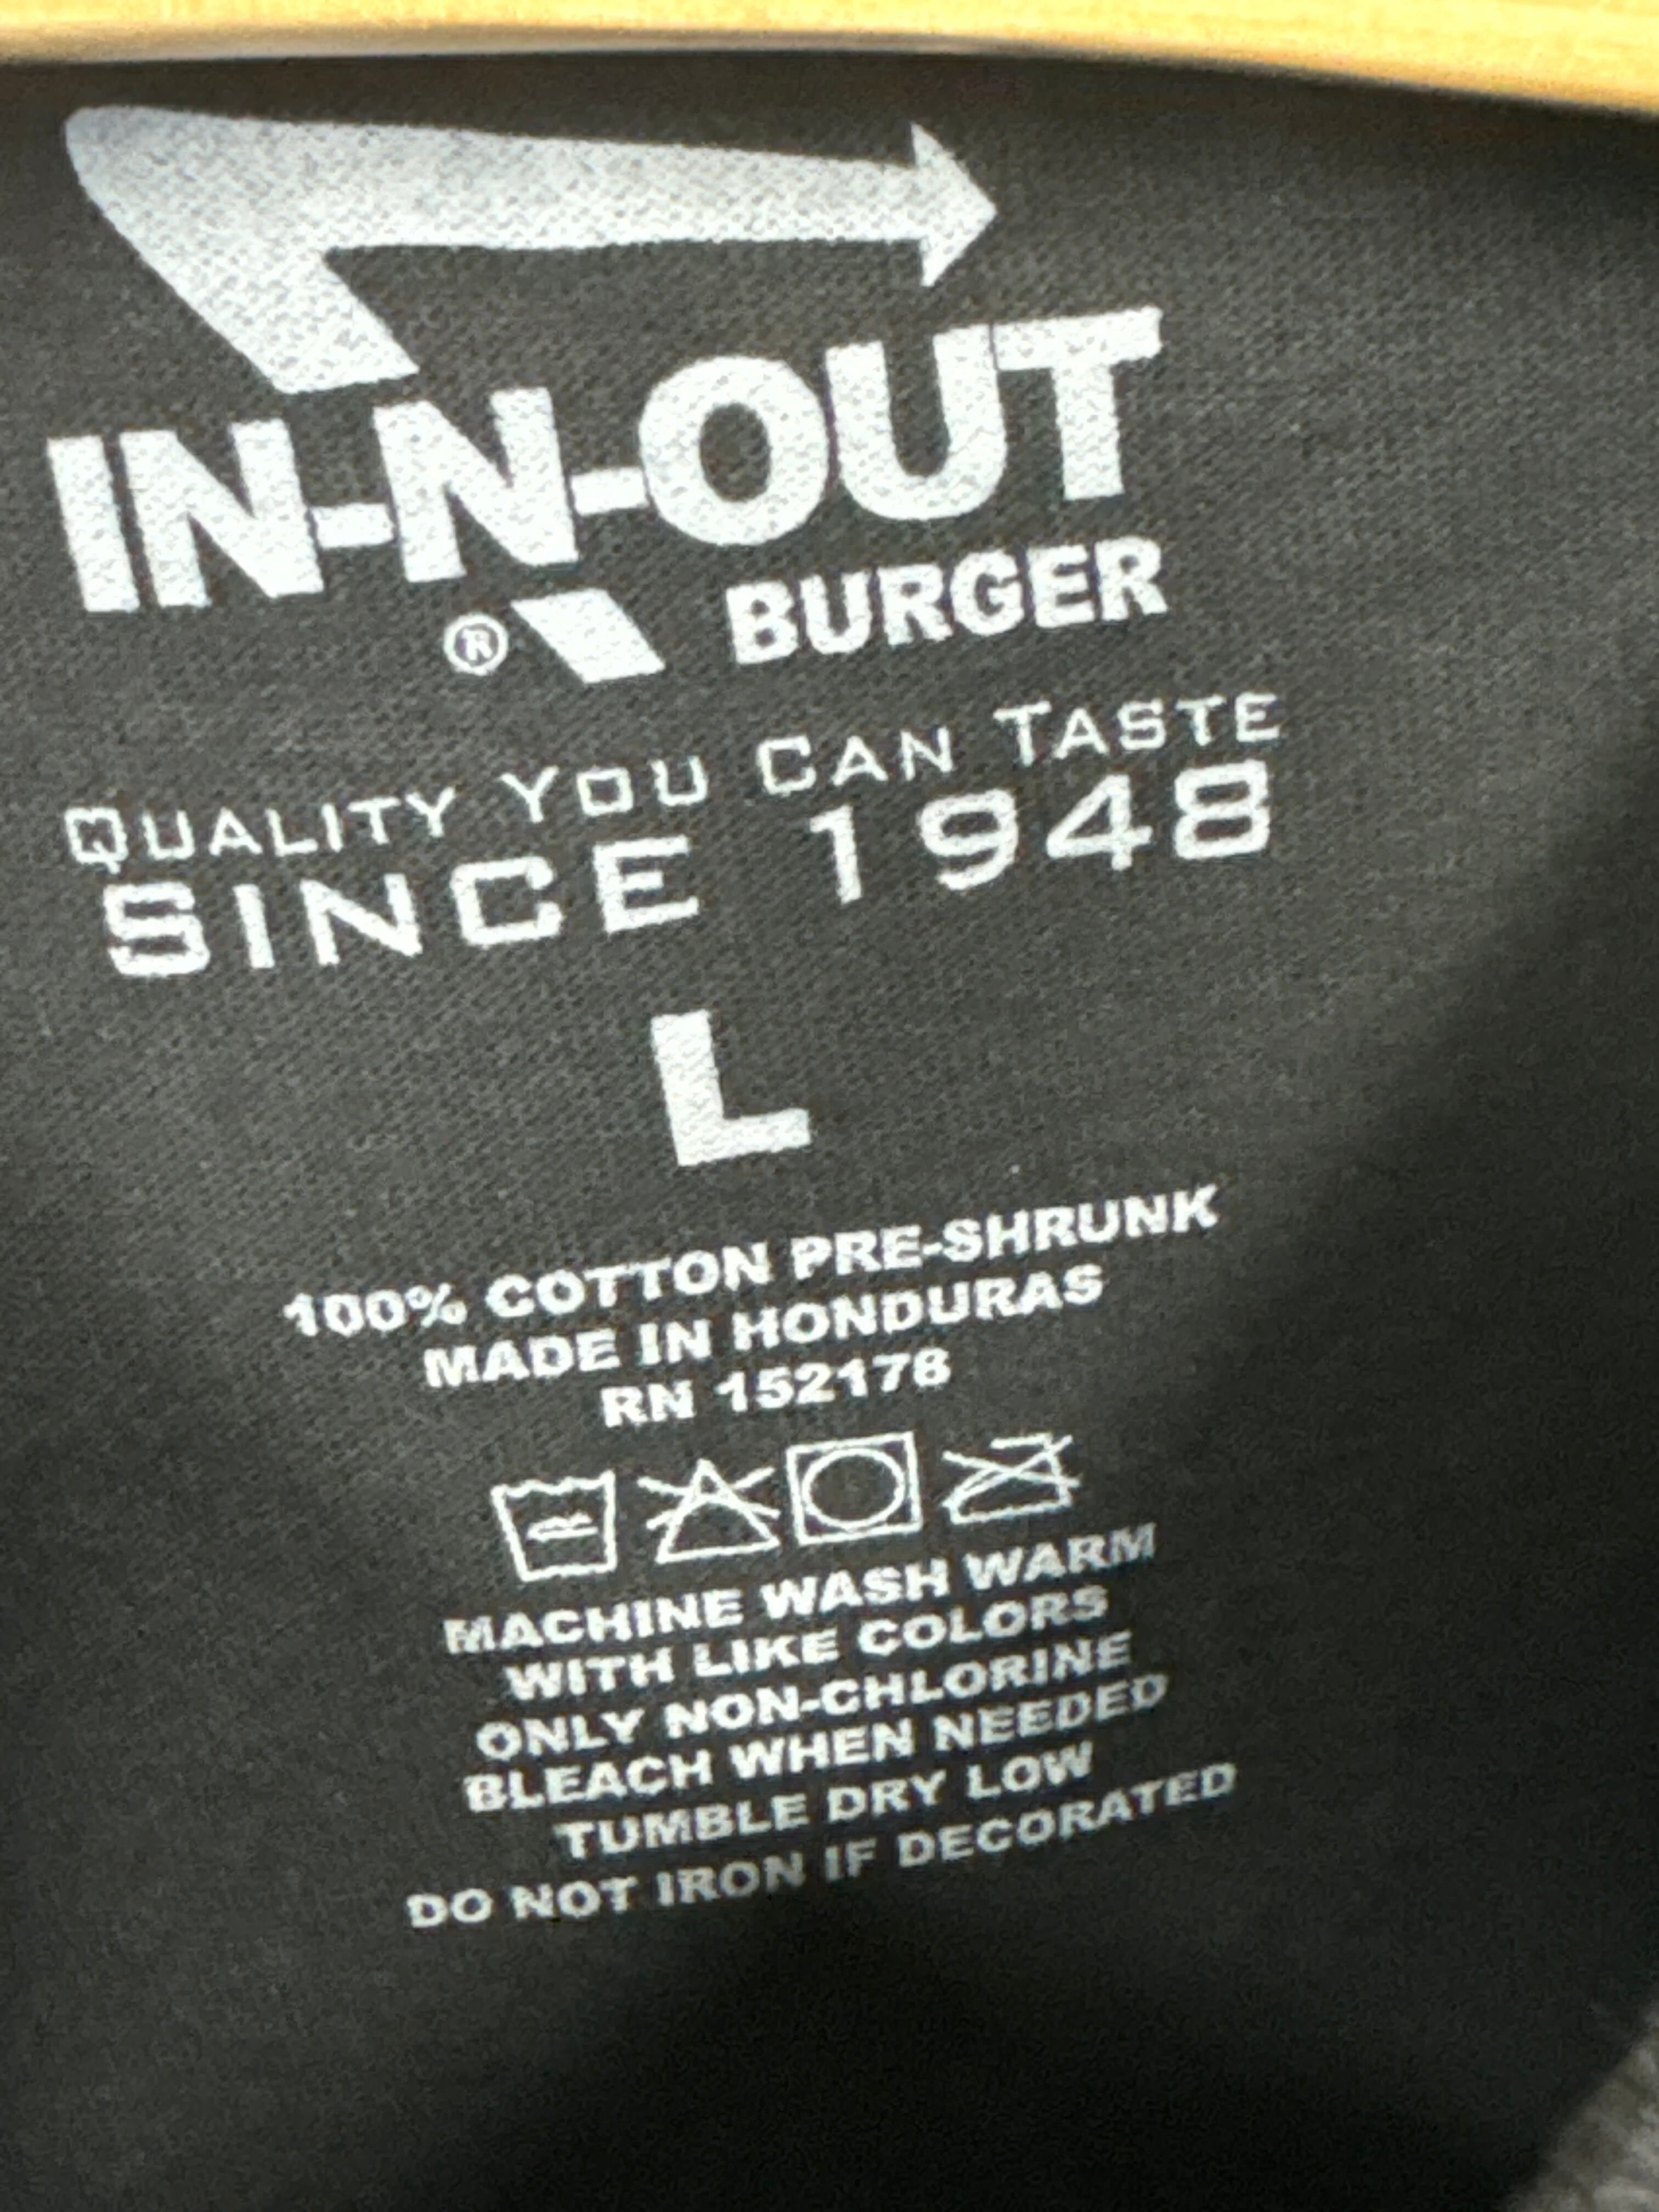 IN-N-OUT
® BURGER
QUALITY YOU CAN TASTE
SINCE 1948
L
100% COTTON PRE-SHRUNK
MADE IN HONDURAS
RN 152178
MACHINE WASH WARM
WITH LIKE COLORS
ONLY NON-CHLORINE
BLEACH WHEN NEEDED
TUMBLE DRY LOW
DO NOT IRON IF DECORATED